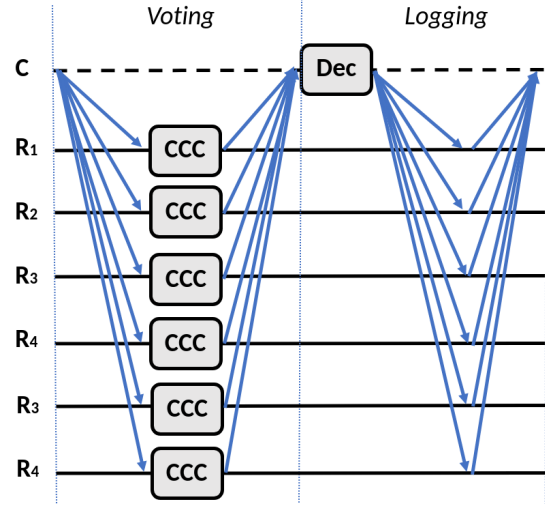 Voting Logging
C Dec
R1 CCC
R2 CCC
R3 CCC
R4 CCC
R3 CCC
R4 CCC